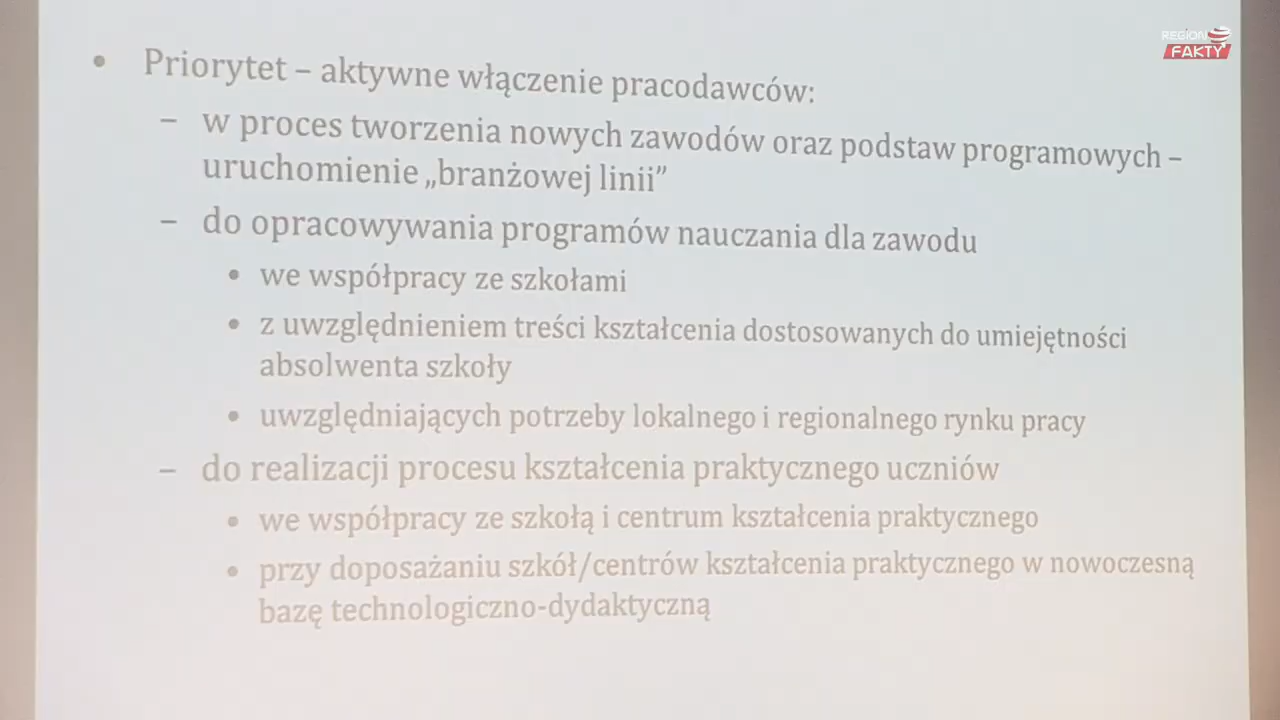 REGION
FAKTY
• Priorytet – aktywne włączenie pracodawców:
– w proces tworzenia nowych zawodów oraz podstaw programowych –
uruchomienie „branżowej linii”
– do opracowywania programów nauczania dla zawodu
• we współpracy ze szkołami
• z uwzględnieniem treści kształcenia dostosowanych do umiejętności
absolwenta szkoły
• uwzględniających potrzeby lokalnego i regionalnego rynku pracy
– do realizacji procesu kształcenia praktycznego uczniów
• we współpracy ze szkołą i centrum kształcenia praktycznego
• przy doposażaniu szkół/centrów kształcenia praktycznego w nowoczesną
bazę technologiczno-dydaktyczną